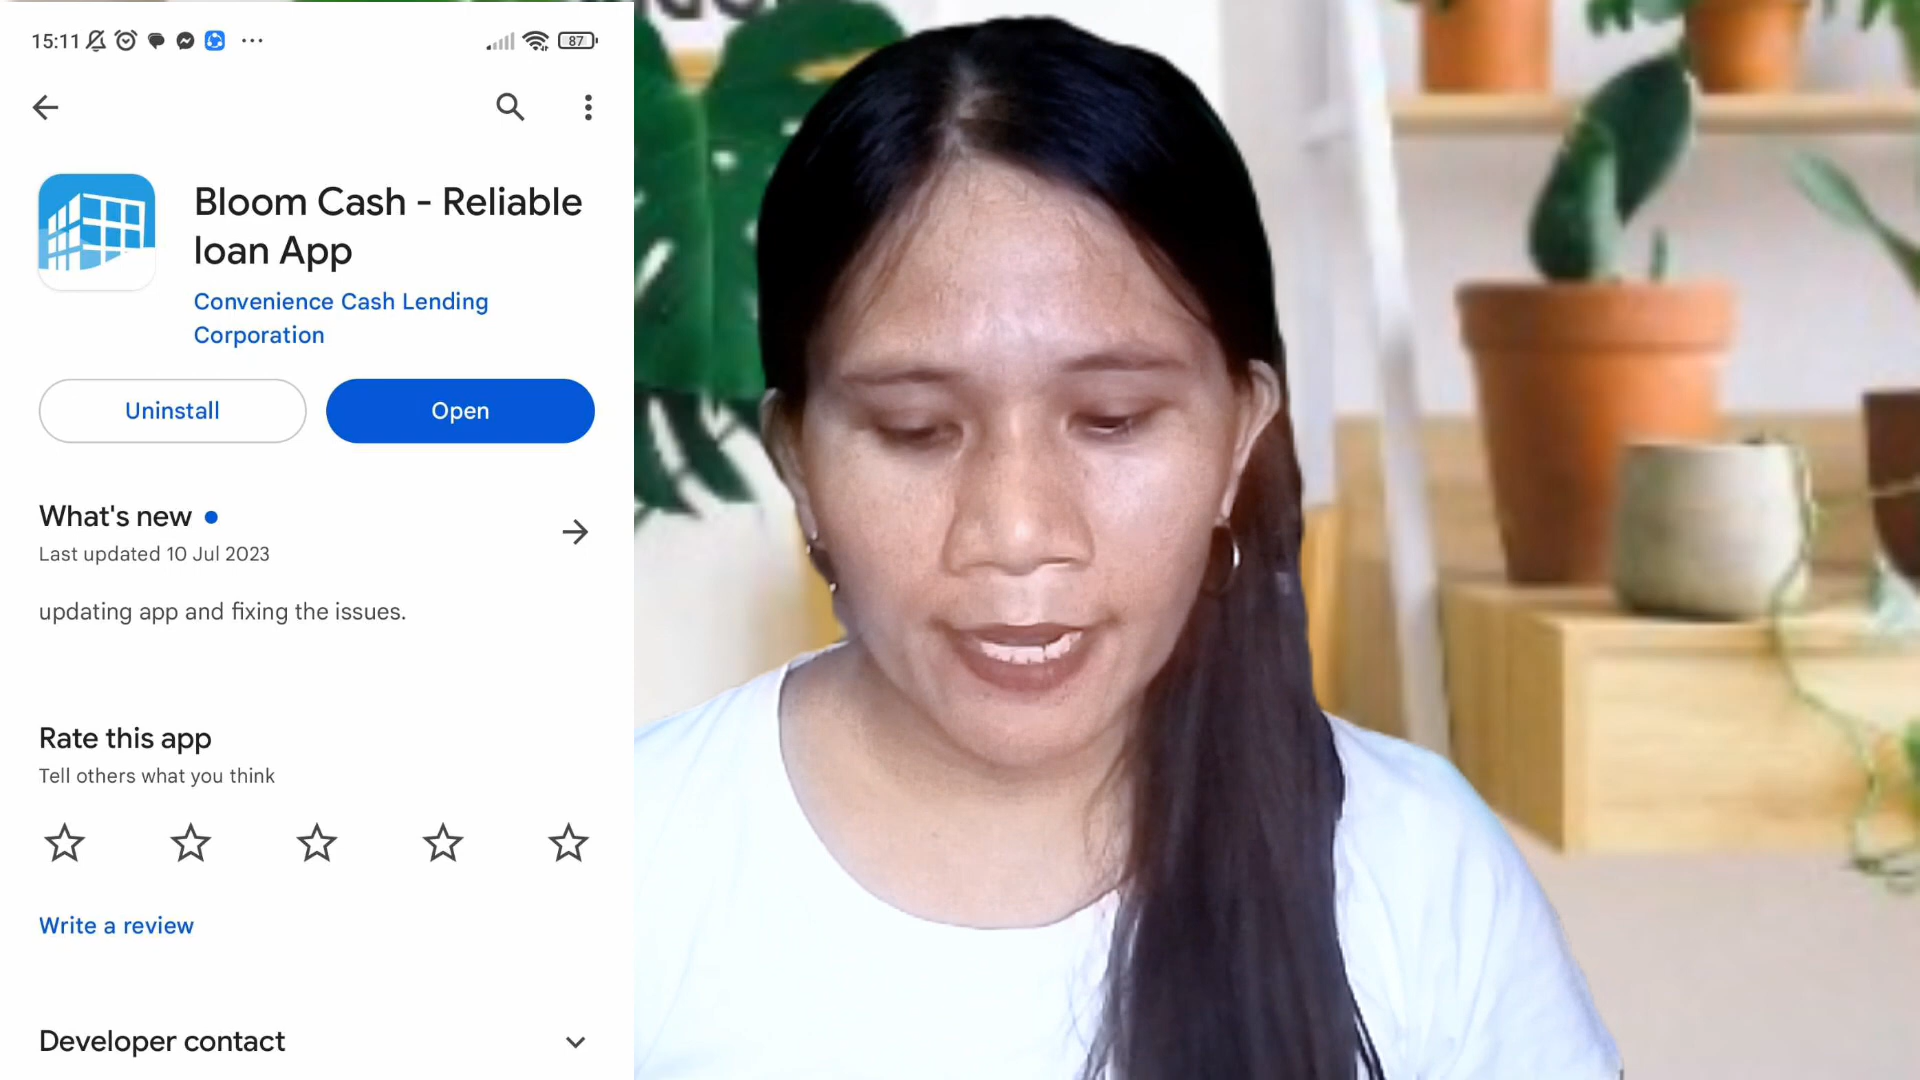 15:11
87
Bloom Cash - Reliable
loan App
Convenience Cash Lending
Corporation
Uninstall
Open
What's new
Last updated 10 Jul 2023
updating app and fixing the issues.
Rate this app
Tell others what you think
Write a review
Developer contact